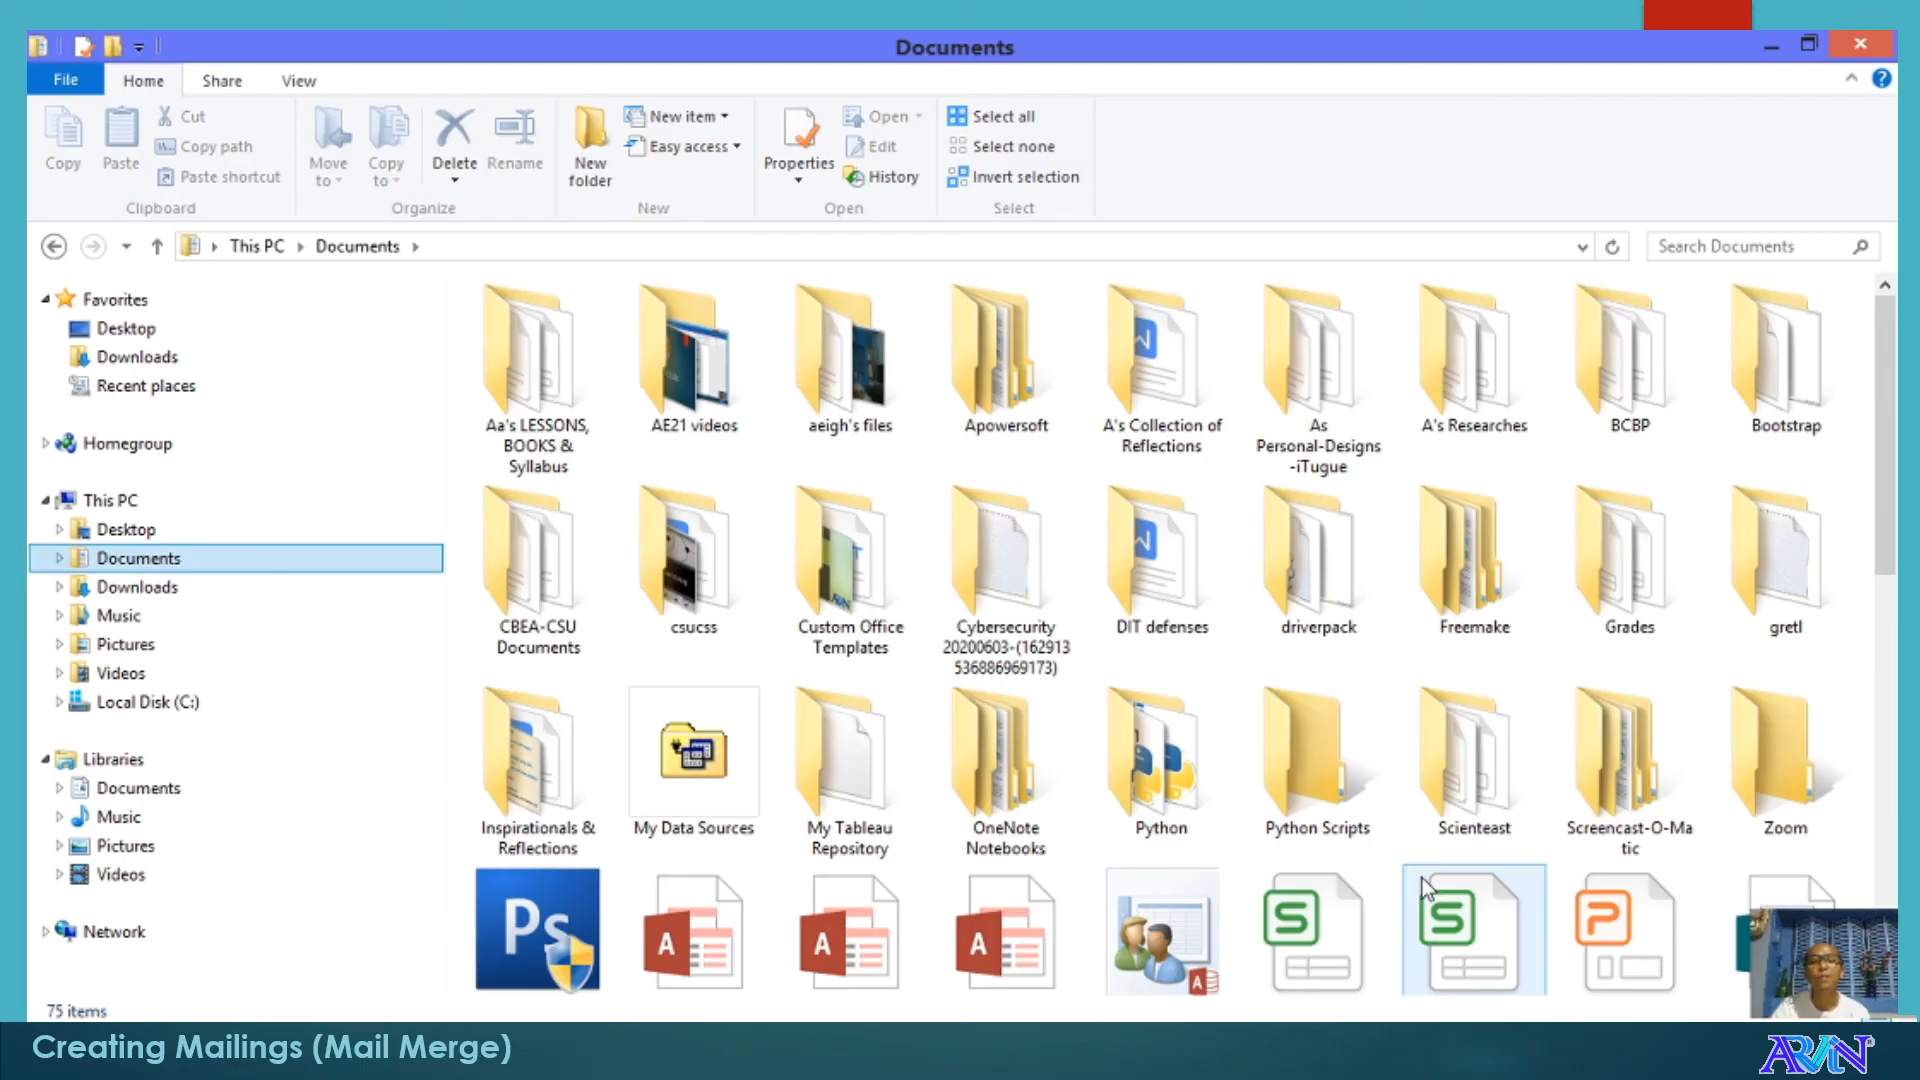 Documents
File
Home
Share
View
Copy
Paste
Cut
Copy path
Paste shortcut
Clipboard
Move
to
Copy
to
Delete
Rename
Organize
New
folder
New item
Easy access
New
Properties
Open
Edit
History
Open
Select all
Select none
Invert selection
Select
This PC
Documents
Search Documents
Favorites
Desktop
Downloads
Recent places
Homegroup
This PC
Desktop
Documents
Downloads
Music
Pictures
Videos
Local Disk (C:)
Libraries
Documents
Music
Pictures
Videos
Network
Aa's LESSONS,
BOOKS &
Syllabus
AE21 videos
aeigh's files
Apowersoft
A's Collection of
Reflections
As
Personal-Designs
-iTugue
A's Researches
BCBP
Bootstrap
CBEA-CSU
Documents
csucss
Custom Office
Templates
Cybersecurity
20200603-(162913
536886969173)
DIT defenses
driverpack
Freemake
Grades
gretl
Inspirationals &
Reflections
My Data Sources
My Tableau
Repository
OneNote
Notebooks
Python
Python Scripts
Scienteast
Screencast-O-Ma
tic
Zoom
Ps
A
A
A
A
S
S
P
75 items
Creating Mailings (Mail Merge)
ARViN